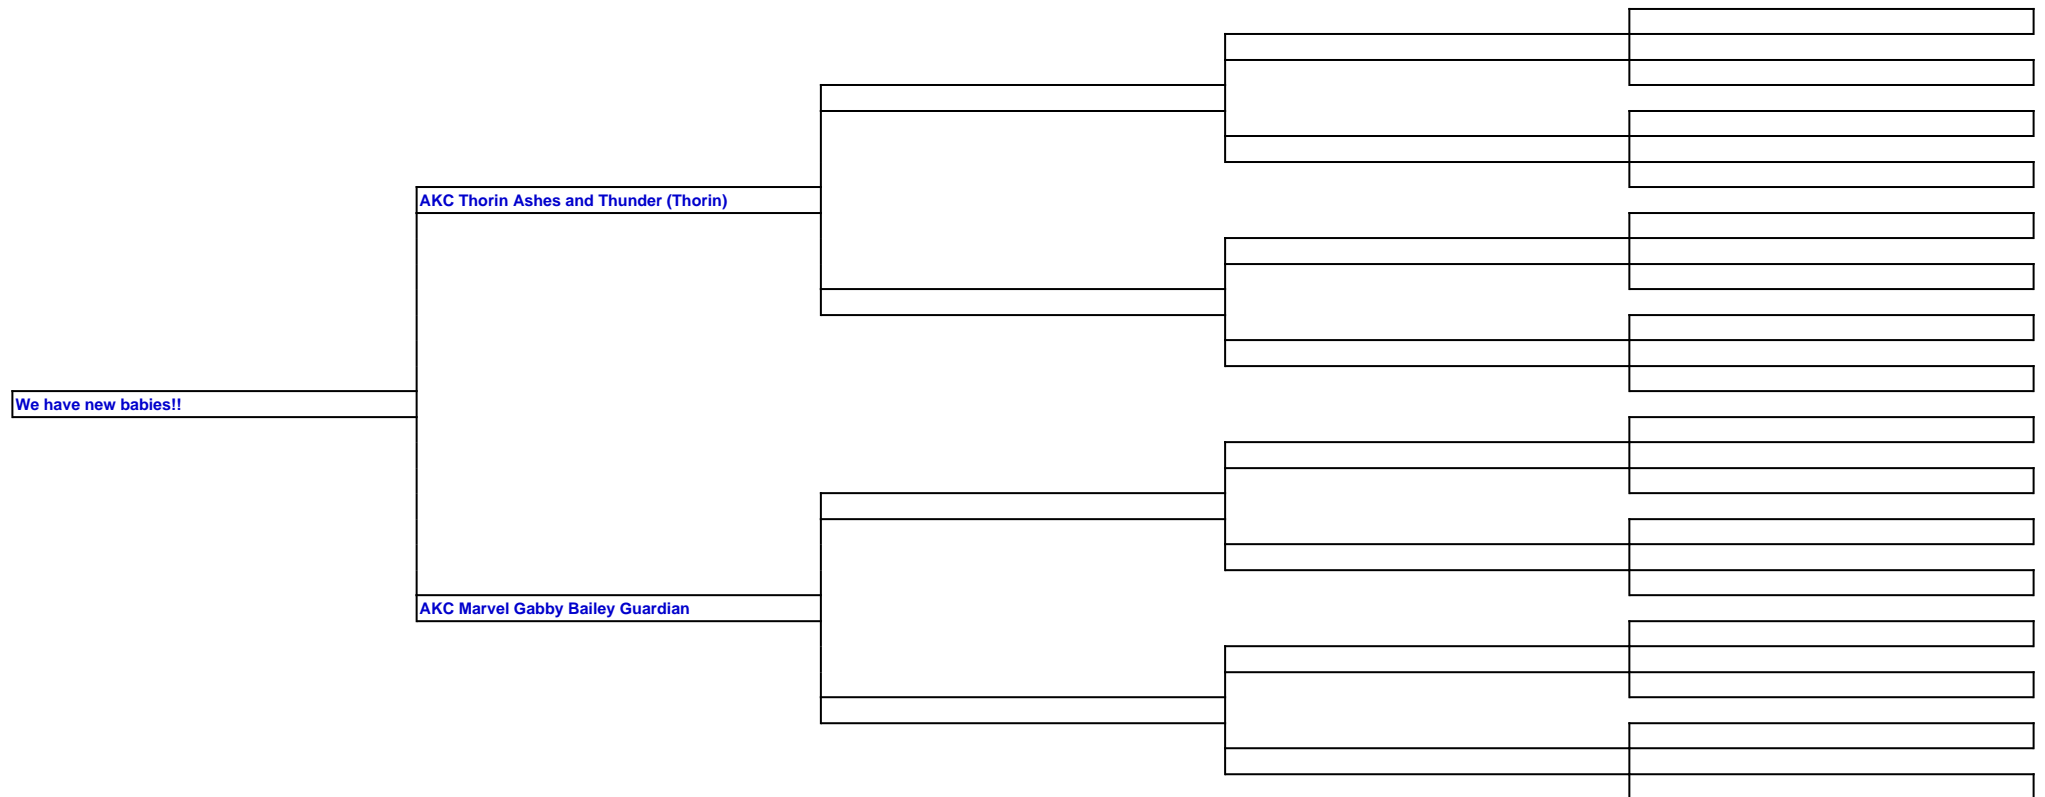 AKC Thorin Ashes and Thunder (Thorin)
We have new babies!!
AKC Marvel Gabby Bailey Guardian